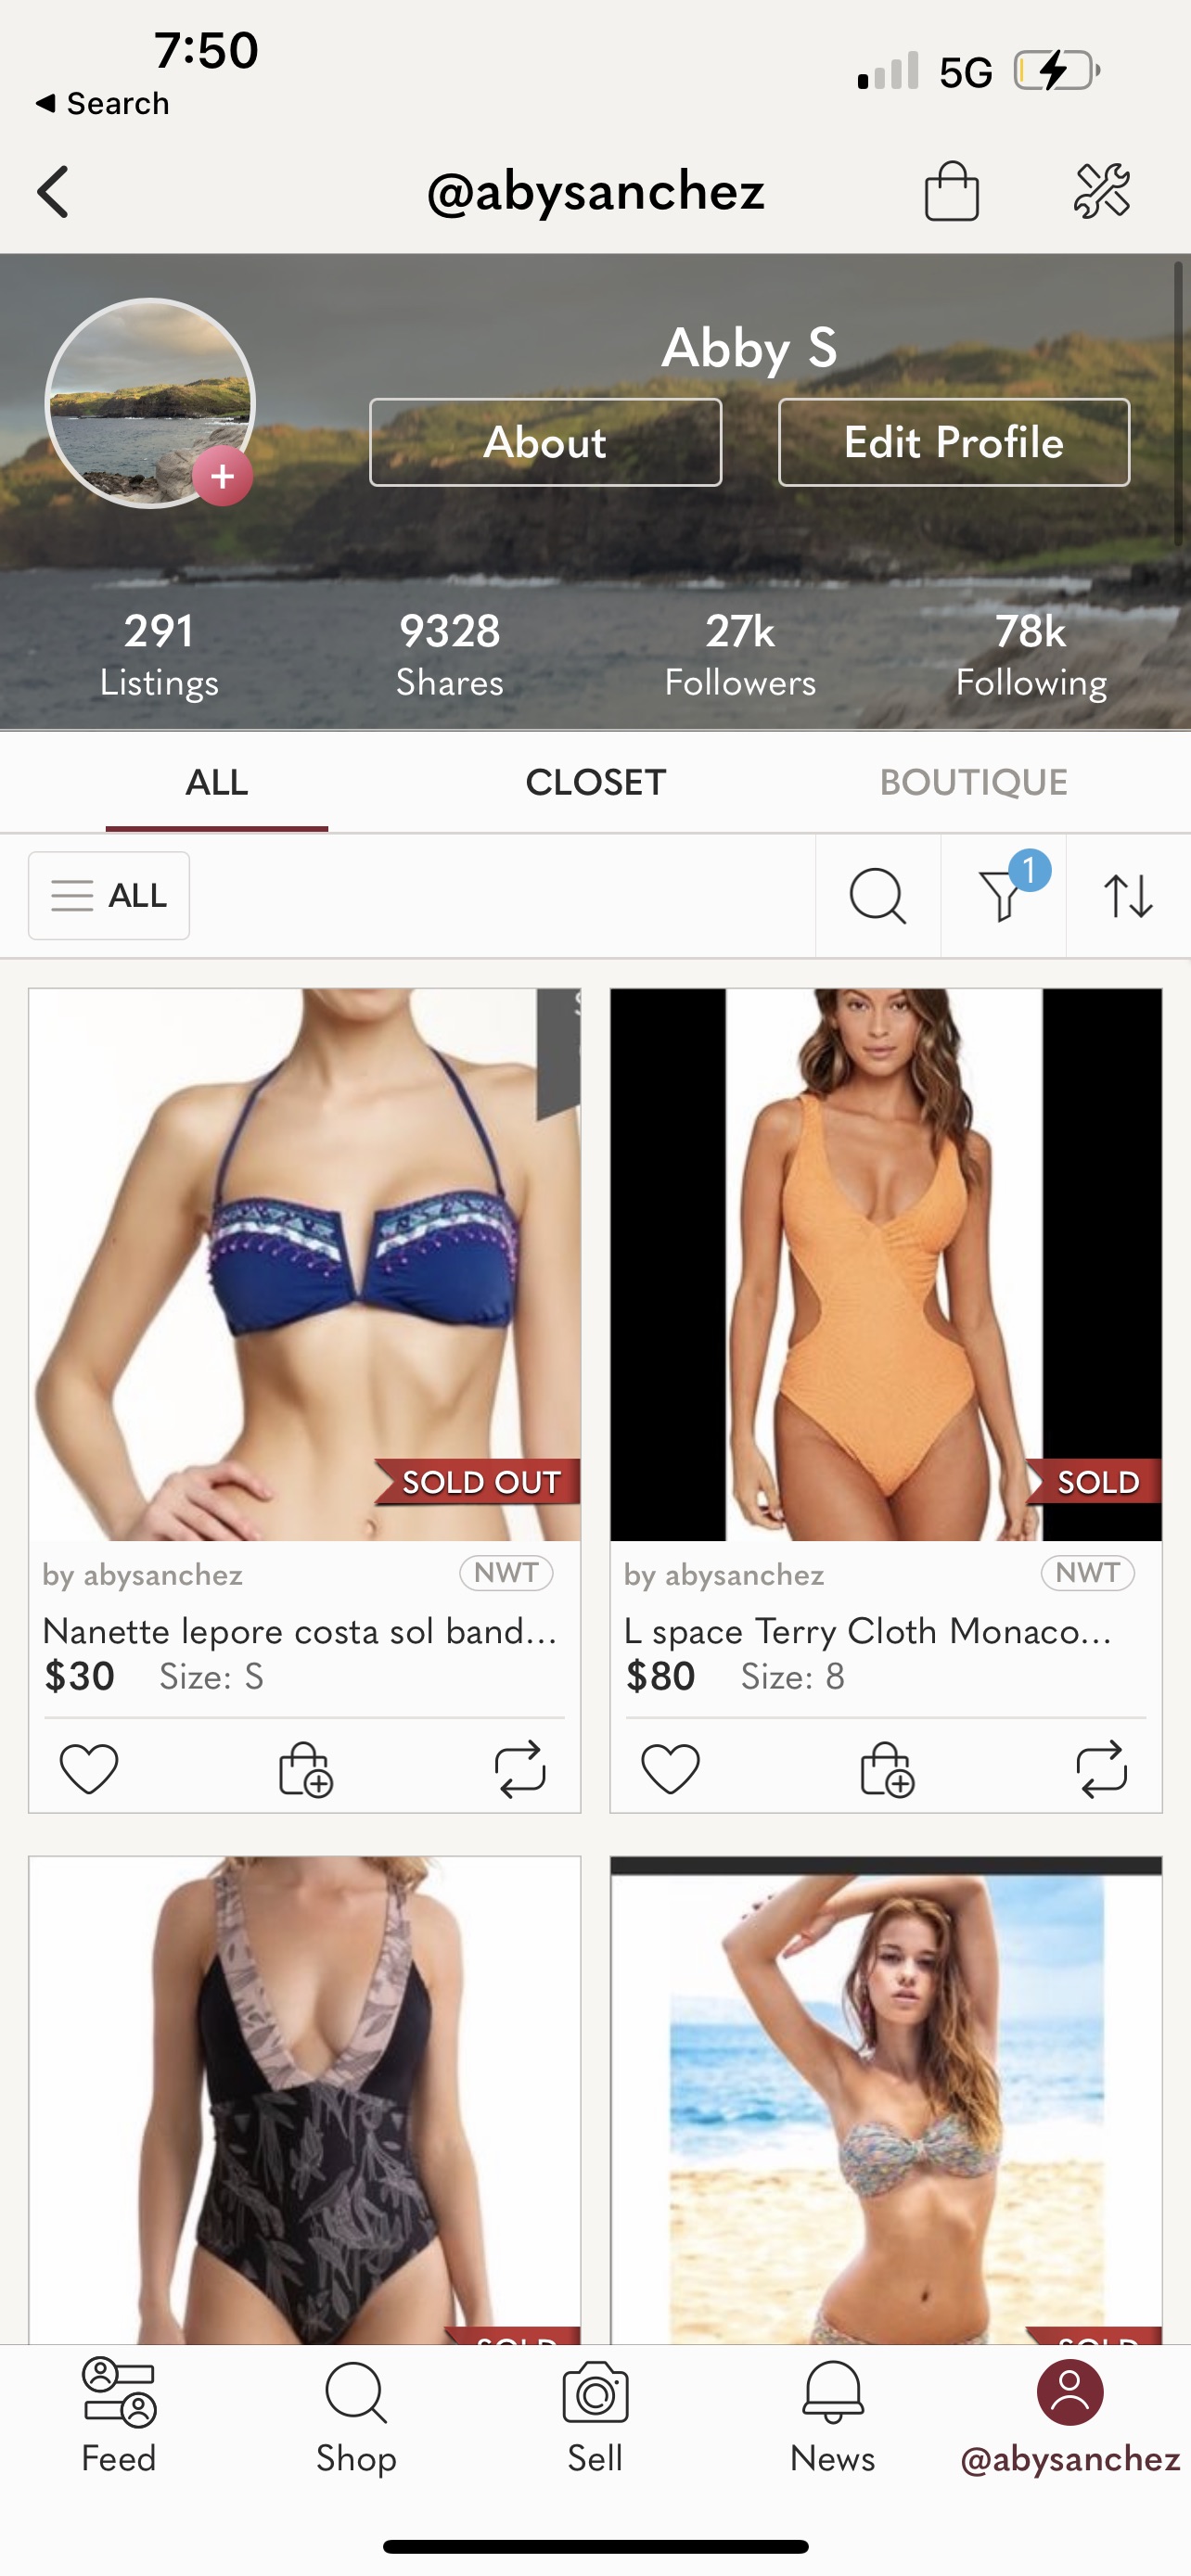 7:50
5G
◀ Search
@abysanchez
Abby S
About
Edit Profile
291
9328
27k
78k
Listings
Shares
Followers
Following
ALL
CLOSET
BOUTIQUE
ALL
1
SOLD OUT
SOLD
by abysanchez
NWT
by abysanchez
NWT
Nanette lepore costa sol band...
L space Terry Cloth Monaco...
$30 Size: S
$80 Size: 8
SOLD
SOLD
Feed
Shop
Sell
News
@abysanchez